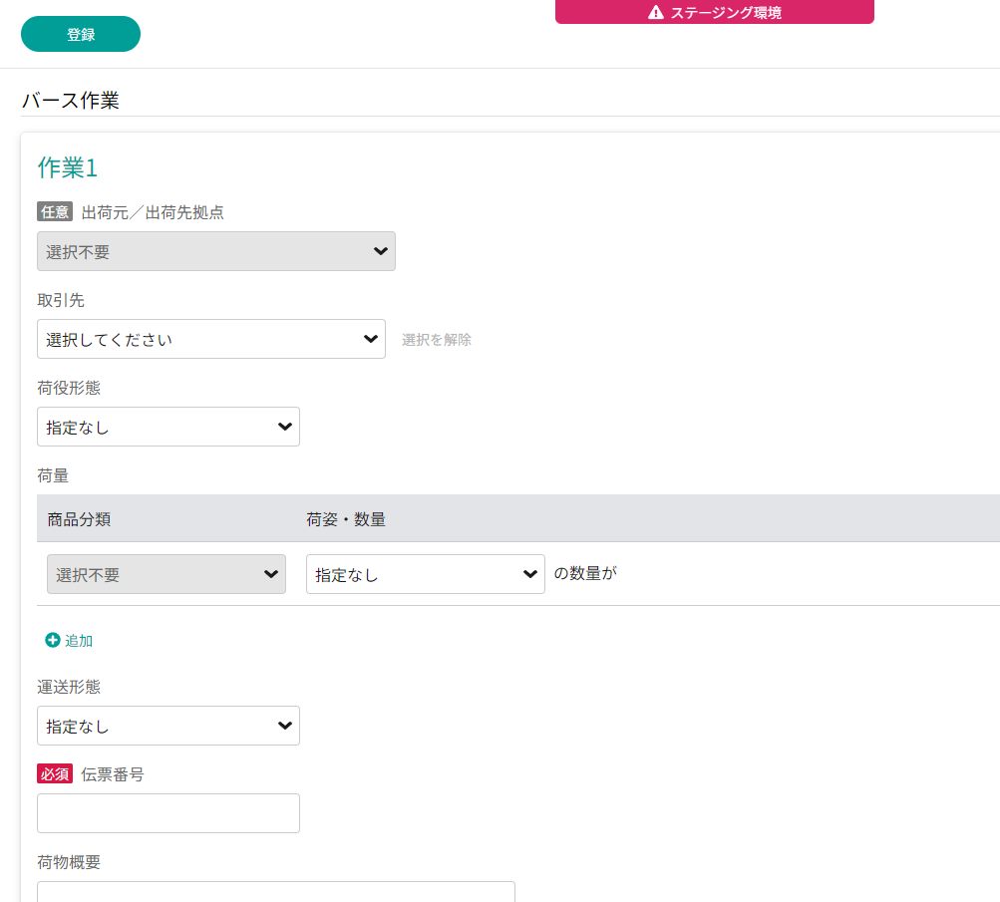 ステージング環境
登録
バース作業
作業1
任意 出荷元／出荷先拠点
選択不要
取引先
選択してください 選択を解除
荷役形態
指定なし
荷量
商品分類 荷姿・数量
選択不要 指定なし の数量が
追加
運送形態
指定なし
必須 伝票番号
荷物概要